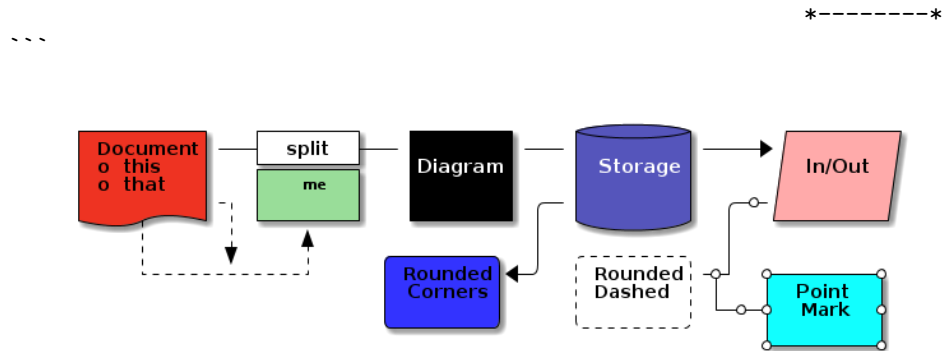 *--------*
```
Document
o this
o that
split
me
Diagram
Storage
In/Out
Rounded
Corners
Rounded
Dashed
Point
Mark